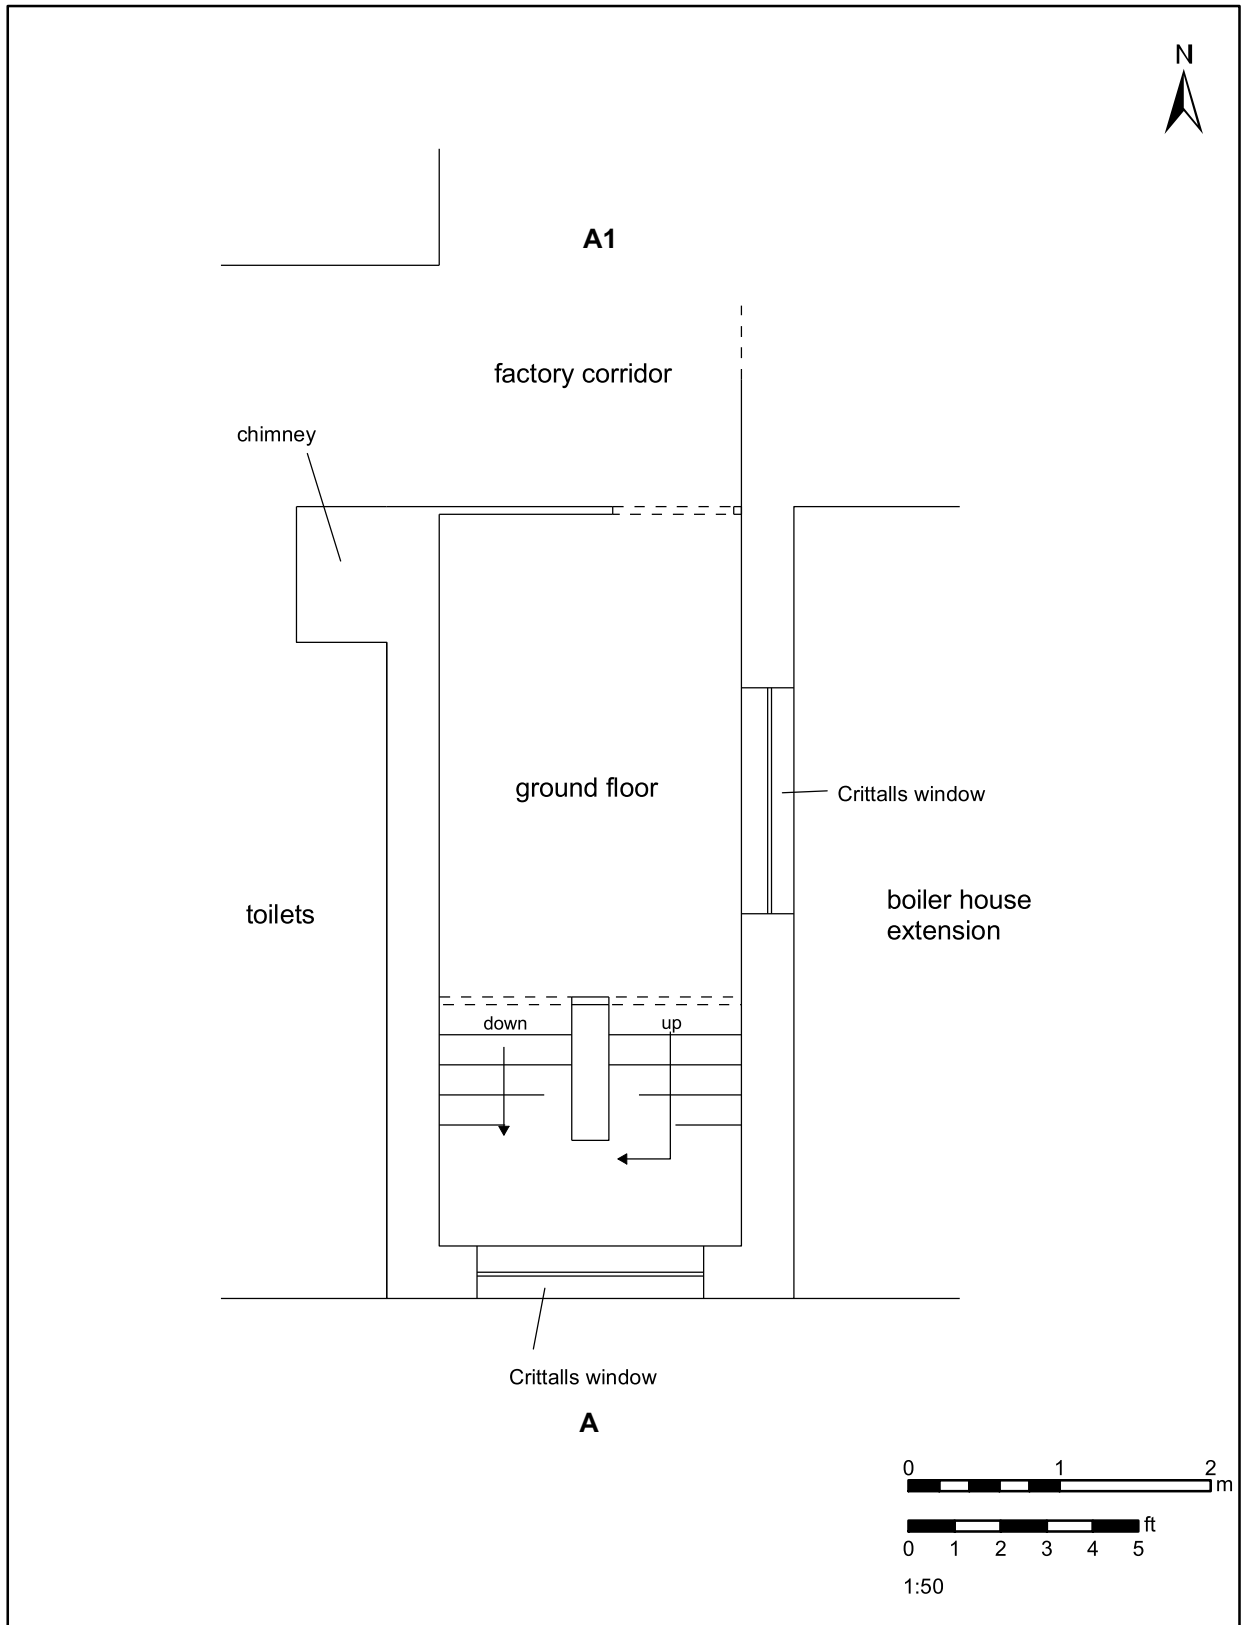 N
A1
factory corridor
chimney
ground floor
Crittalls window
boiler house
extension
toilets
down
up
Crittalls window
A
0 1 2
m
ft
0 1 2 3 4 5
1:50